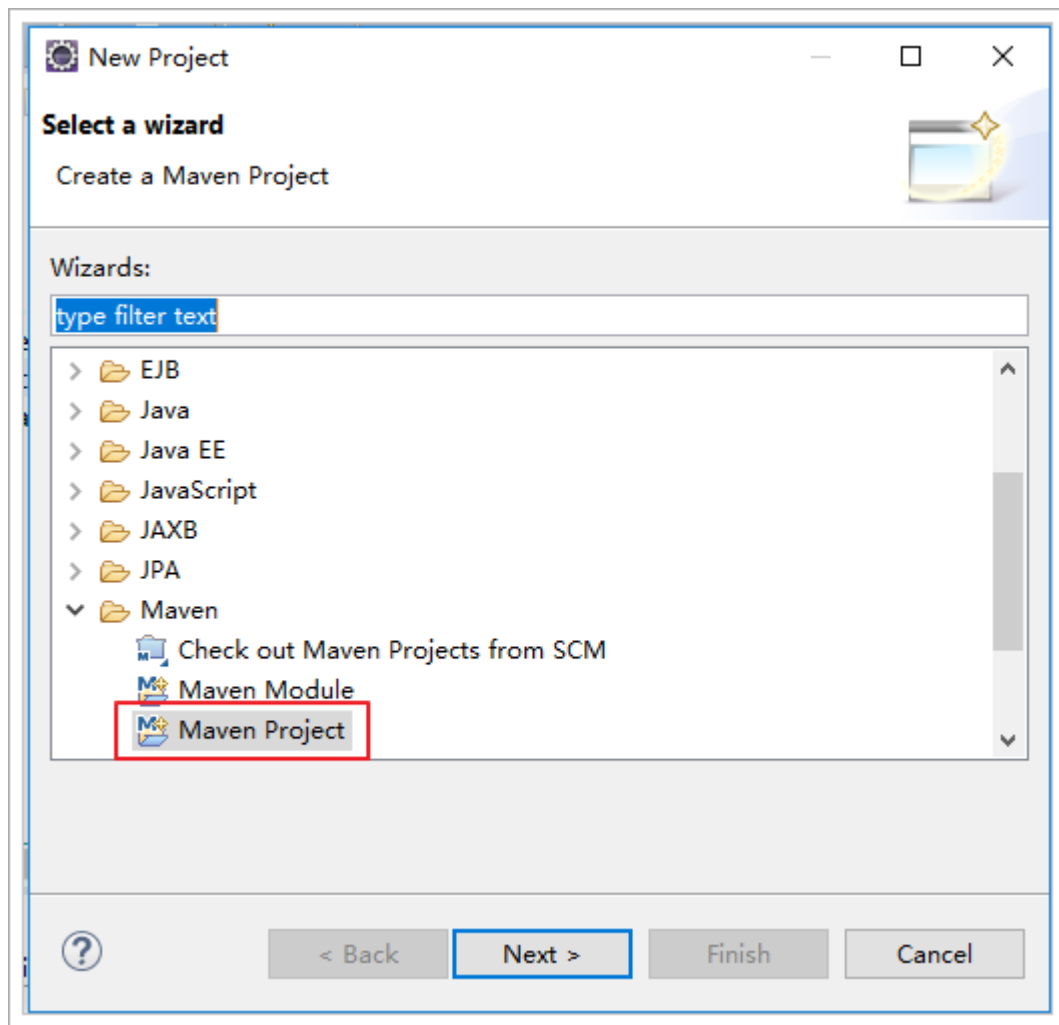 New Project
Select a wizard
Create a Maven Project
Wizards:
type filter text
EJB
Java
Java EE
JavaScript
JAXB
JPA
Maven
Check out Maven Projects from SCM
Maven Module
Maven Project
< Back Next > Finish Cancel